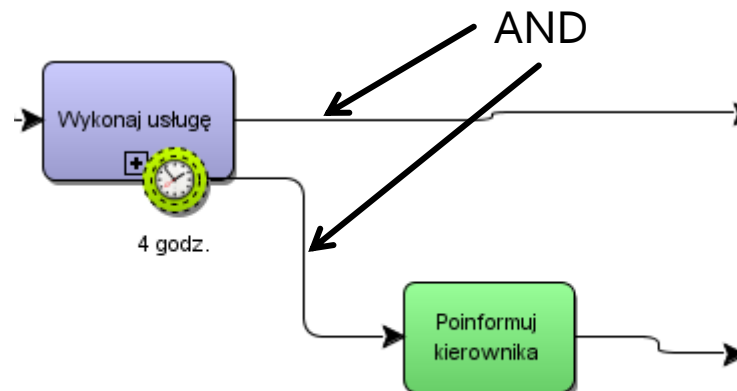 AND
Wykonaj usługę
4 godz.
Poinformuj
kierownika